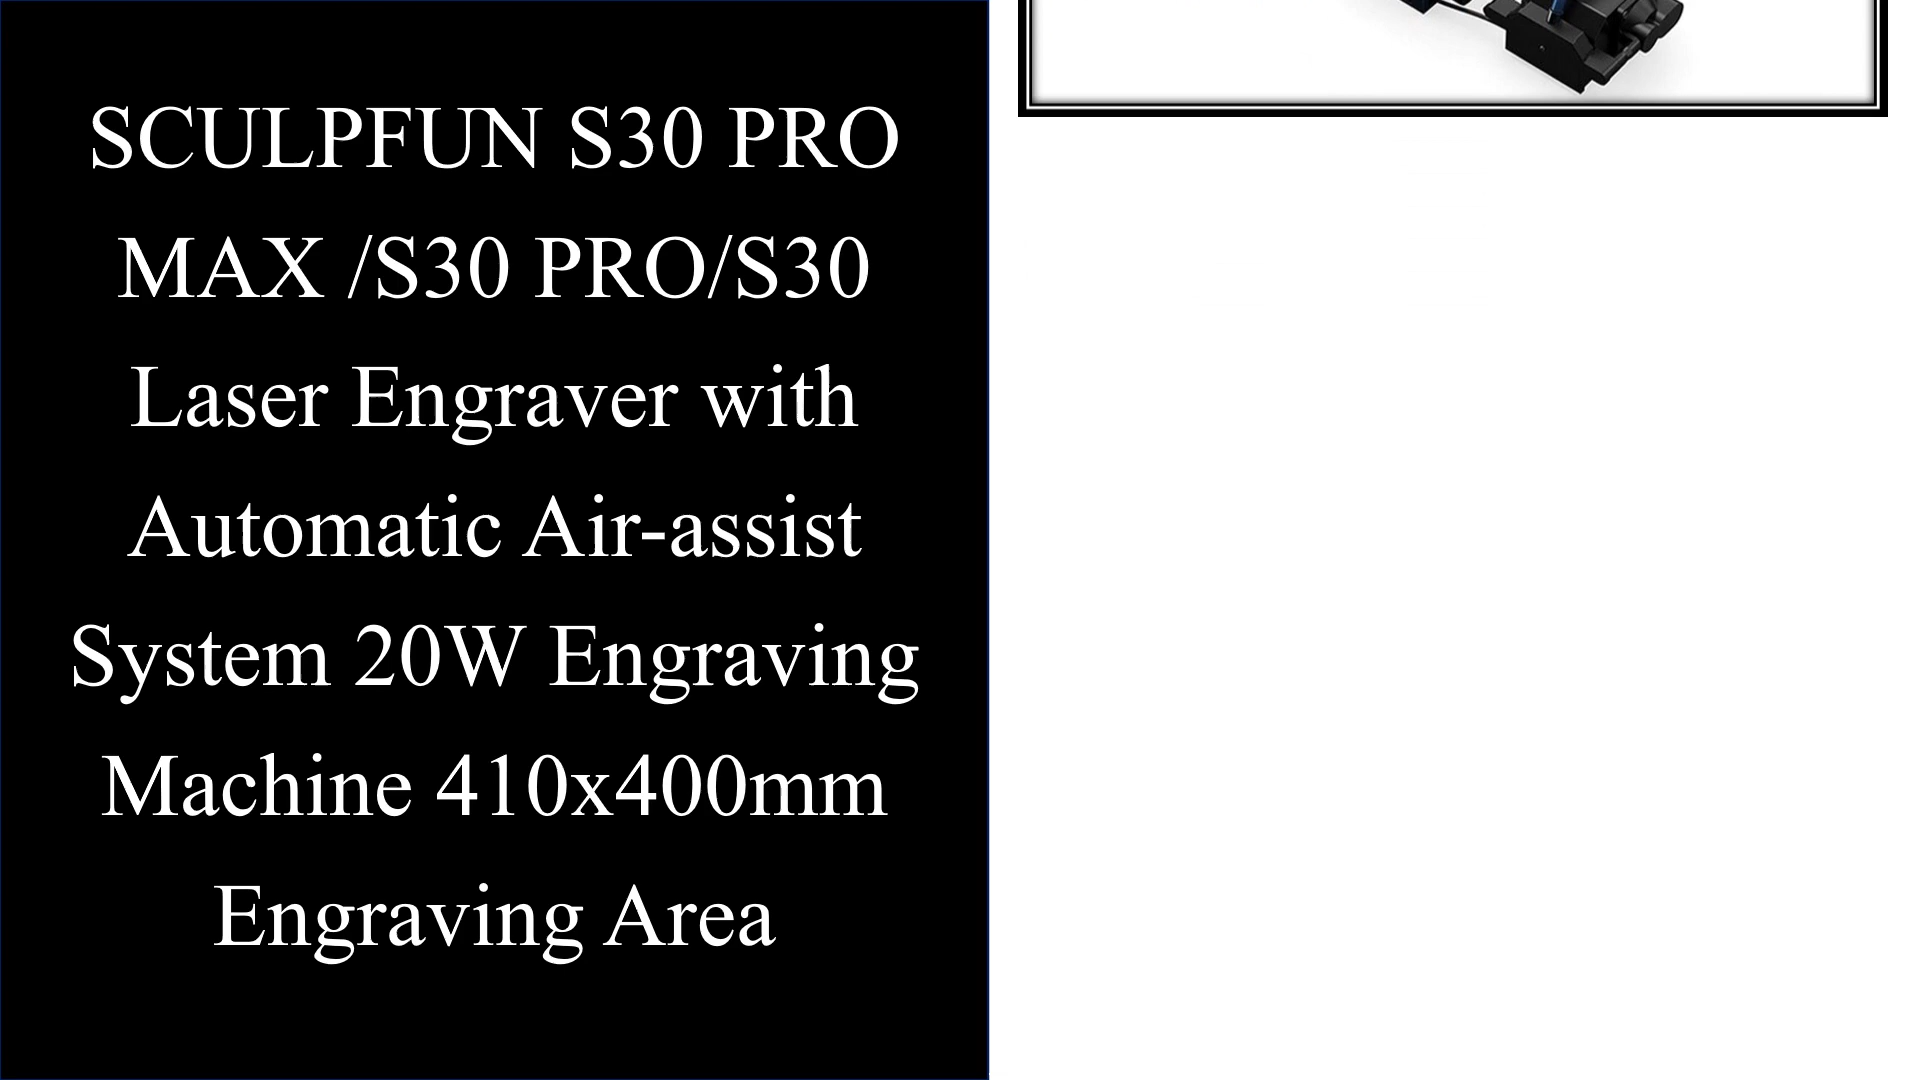 SCULPFUN S30 PRO
MAX /S30 PRO/S30
Laser Engraver with
Automatic Air-assist
System 20W Engraving
Machine 410x400mm
Engraving Area